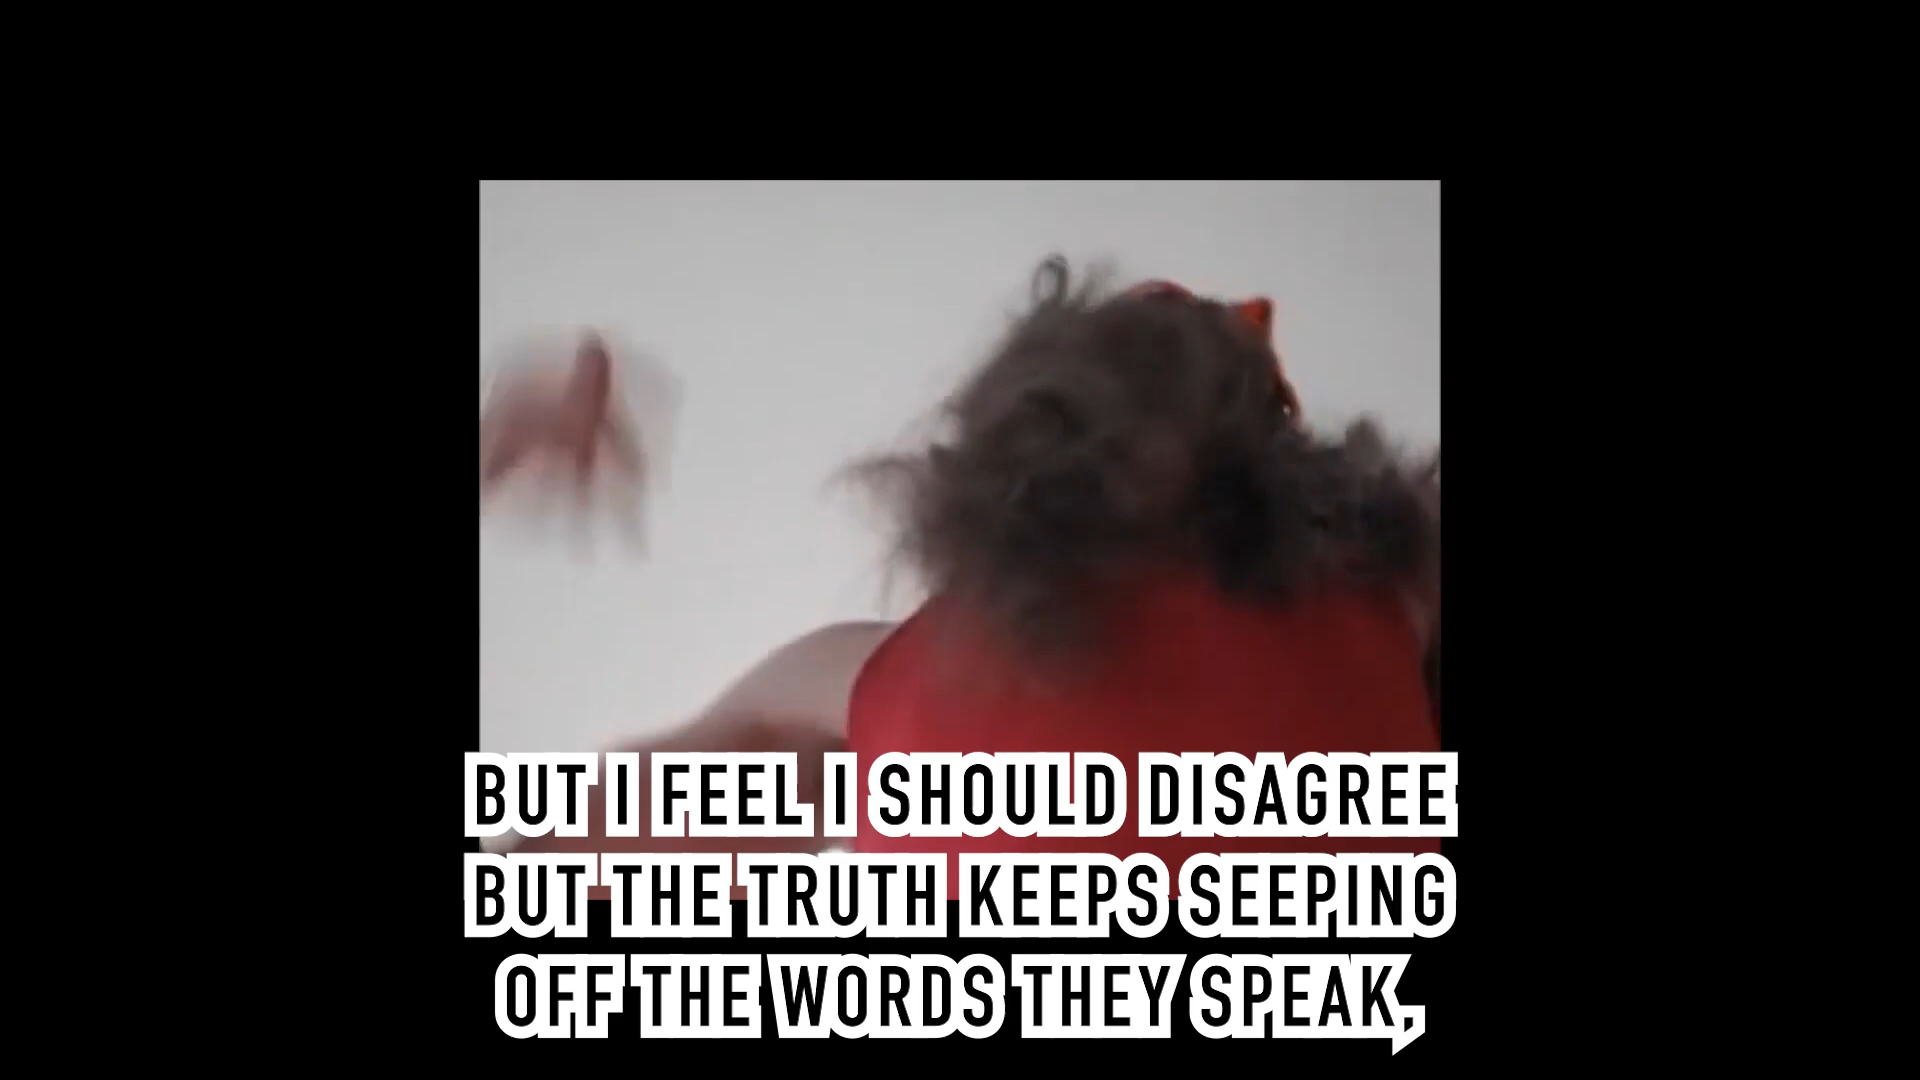 BUT I FEEL I SHOULD DISAGREE
BUT THE TRUTH KEEPS SEEPING
OFF THE WORDS THEY SPEAK,